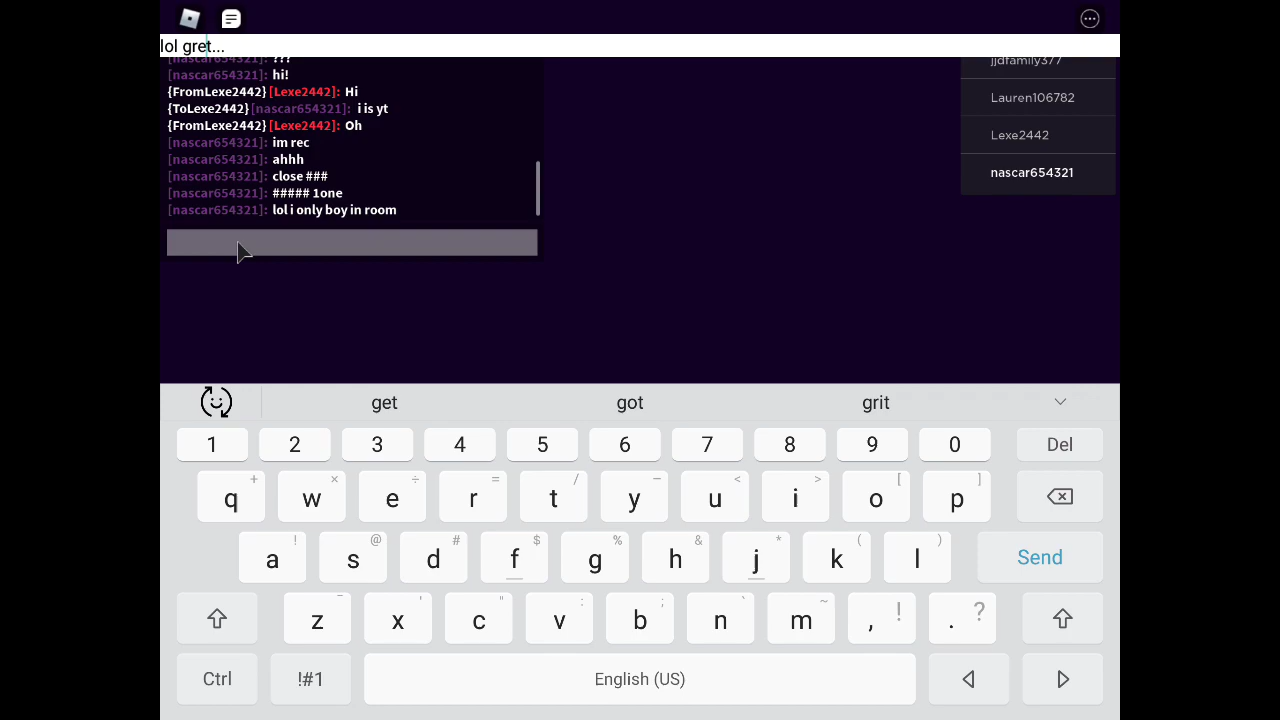 lol gret...
???
[nascar654321]: hi!
{FromLexe2442}[Lexe2442]: Hi
{ToLexe2442}[nascar654321]: i is yt
{FromLexe2442}[Lexe2442]: Oh
[nascar654321]: im rec
[nascar654321]: ahhh
[nascar654321]: close ###
[nascar654321]: ##### 1one
[nascar654321]: lol i only boy in room
jjdfamily377
Lauren106782
Lexe2442
nascar654321
get got grit
1 2 3 4 5 6 7 8 9 0 Del
+ × ÷ = / _ < > [ ]
q w e r t y u i o p
! @ # $ % & * ( )
a s d f g h j k l Send
- ' " : ; ` ~ ! ?
z x c v b n m , .
Ctrl !#1 English (US)